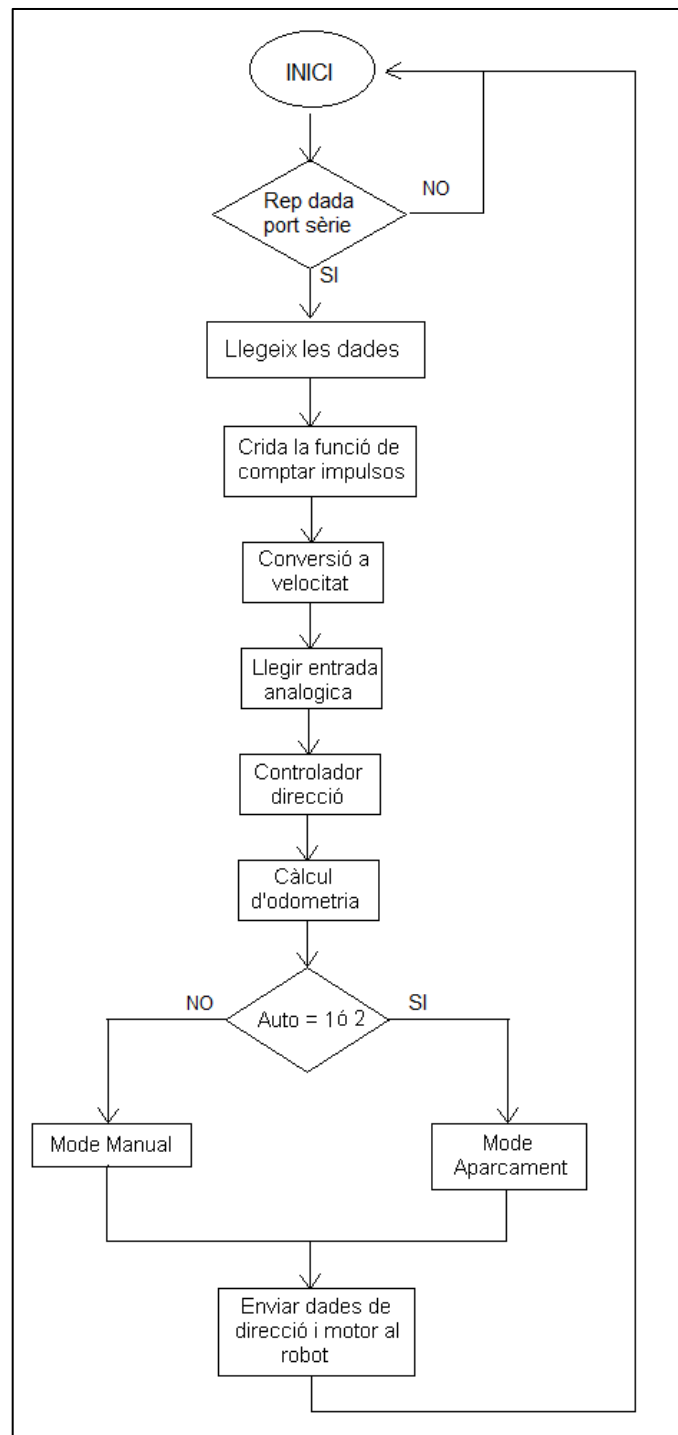 INICI
Rep dada
port sèrie
NO
SI
Llegeix les dades
Crida la funció de
comptar impulsos
Conversió a
velocitat
Llegir entrada
analogica
Controlador
direcció
Càlcul
d'odometria
NO
Auto = 1ó 2
SI
Mode Manual
Mode
Aparcament
Enviar dades de
direcció i motor al
robot